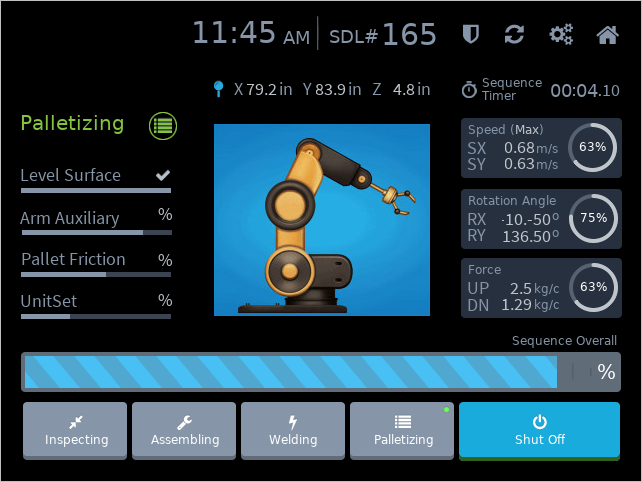 11:45 AM SDL# 165
X 79.2 in Y 83.9 in Z 4.8 in
Sequence Timer 00:04.10
Palletizing
Level Surface
Arm Auxiliary %
Pallet Friction %
UnitSet %
Speed (Max)
SX 0.68 m/s
SY 0.63 m/s
63%
Rotation Angle
RX -10.-50°
RY 136.50°
75%
Force
UP 2.5 kg/c
DN 1.29 kg/c
63%
Sequence Overall
%
Inspecting
Assembling
Welding
Palletizing
Shut Off